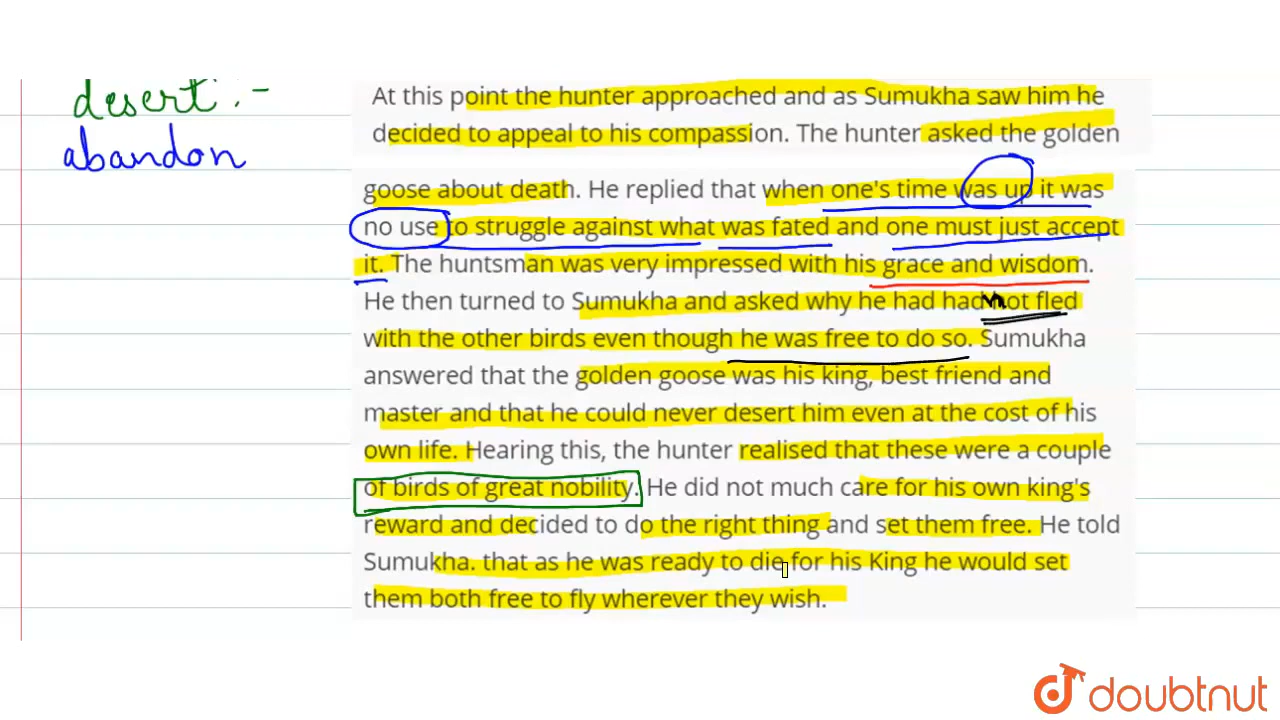 desert :-
abandon
At this point the hunter approached and as Sumukha saw him he
decided to appeal to his compassion. The hunter asked the golden
goose about death. He replied that when one's time was up it was
no use to struggle against what was fated and one must just accept
it. The huntsman was very impressed with his grace and wisdom.
He then turned to Sumukha and asked why he had had not fled
with the other birds even though he was free to do so. Sumukha
answered that the golden goose was his king, best friend and
master and that he could never desert him even at the cost of his
own life. Hearing this, the hunter realised that these were a couple
of birds of great nobility. He did not much care for his own king's
reward and decided to do the right thing and set them free. He told
Sumukha. that as he was ready to die for his King he would set
them both free to fly wherever they wish.
doubtnut